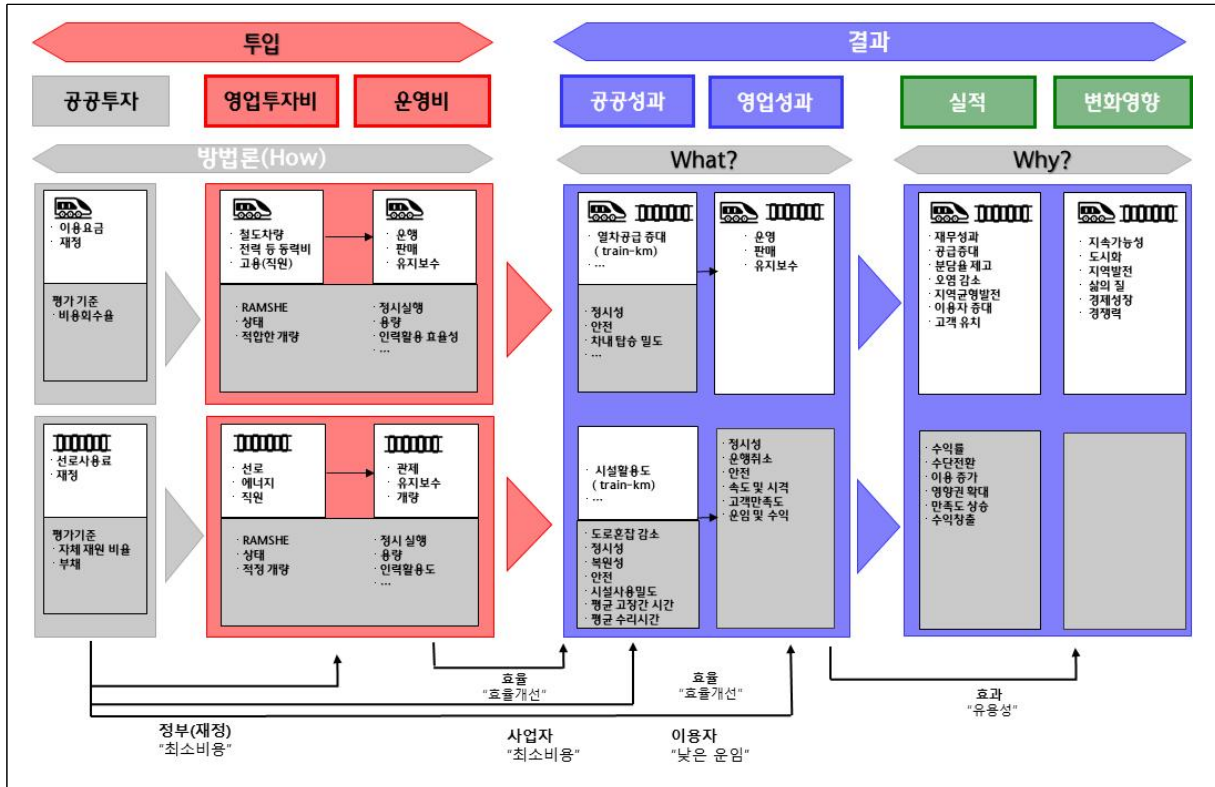 투입
결과
공공투자
영업투자비
운영비
공공성과
영업성과
실적
변화영향
방법론(How)
What?
Why?
· 이용요금
· 재정
평가 기준
· 비용회수율
· 철도차량
· 전력 등 동력비
· 고용(직원)
· 운행
· 판매
· 유지보수
· RAMSHE
· 상태
· 적합한 개량
· 정시실행
· 용량
· 인력활용 효율성
· ...
· 열차공급 증대
( train-km)
· ...
· 정시성
· 안전
· 차내 탑승 밀도
· ...
· 운영
· 판매
· 유지보수
· 재무성과
· 공급증대
· 분담율 제고
· 오염 감소
· 지역균형발전
· 이용자 증대
· 고객 유치
· 지속가능성
· 도시화
· 지역발전
· 삶의 질
· 경제성장
· 경쟁력
· 선로사용료
· 재정
평가기준
· 자체 재원 비율
· 부채
· 선로
· 에너지
· 직원
· 관제
· 유지보수
· 개량
· RAMSHE
· 상태
· 적정 개량
· 정시 실행
· 용량
· 인력활용도
· ...
· 시설활용도
( train-km)
· ...
· 도로혼잡 감소
· 정시성
· 복원성
· 안전
· 시설사용밀도
· 평균 고장간 시간
· 평균 수리시간
· 정시성
· 운행취소
· 안전
· 속도 및 시격
· 고객만족도
· 운임 및 수익
· 수익률
· 수단전환
· 이용 증가
· 영향권 확대
· 만족도 상승
· 수익창출
효율
"효율개선"
효율
"효율개선"
효과
"유용성"
정부(재정)
"최소비용"
사업자
"최소비용"
이용자
"낮은 운임"